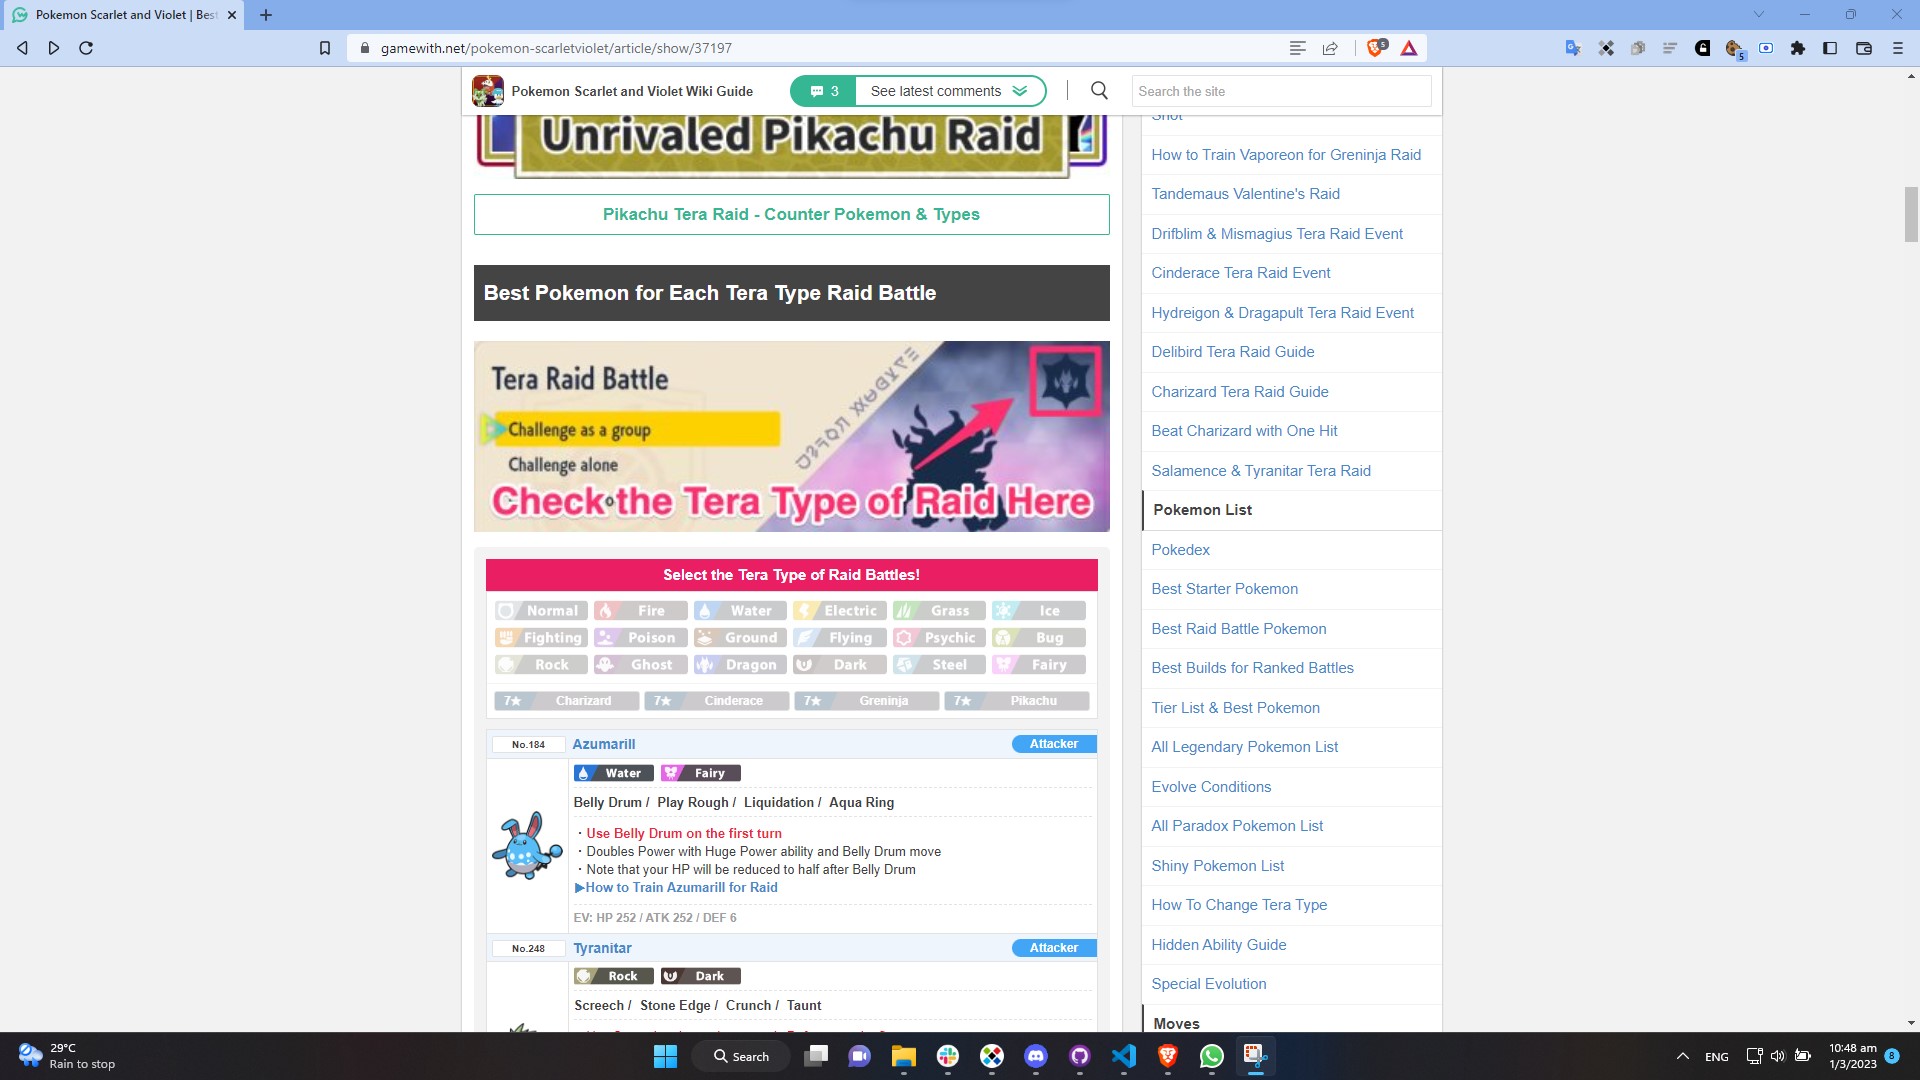 Pokemon Scarlet and Violet | Best
gamewith.net/pokemon-scarletviolet/article/show/37197
5
5
Pokemon Scarlet and Violet Wiki Guide
3
See latest comments
Search the site
Unrivaled Pikachu Raid
Pikachu Tera Raid - Counter Pokemon & Types
Best Pokemon for Each Tera Type Raid Battle
Tera Raid Battle
Challenge as a group
Challenge alone
Check the Tera Type of Raid Here
Select the Tera Type of Raid Battles!
Normal Fire Water Electric Grass Ice
Fighting Poison Ground Flying Psychic Bug
Rock Ghost Dragon Dark Steel Fairy
7★ Charizard 7★ Cinderace 7★ Greninja 7★ Pikachu
No.184 Azumarill Attacker
Water Fairy
Belly Drum / Play Rough / Liquidation / Aqua Ring
・Use Belly Drum on the first turn
・Doubles Power with Huge Power ability and Belly Drum move
・Note that your HP will be reduced to half after Belly Drum
▶How to Train Azumarill for Raid
EV: HP 252 / ATK 252 / DEF 6
No.248 Tyranitar Attacker
Rock Dark
Screech / Stone Edge / Crunch / Taunt
Shot
How to Train Vaporeon for Greninja Raid
Tandemaus Valentine's Raid
Drifblim & Mismagius Tera Raid Event
Cinderace Tera Raid Event
Hydreigon & Dragapult Tera Raid Event
Delibird Tera Raid Guide
Charizard Tera Raid Guide
Beat Charizard with One Hit
Salamence & Tyranitar Tera Raid
Pokemon List
Pokedex
Best Starter Pokemon
Best Raid Battle Pokemon
Best Builds for Ranked Battles
Tier List & Best Pokemon
All Legendary Pokemon List
Evolve Conditions
All Paradox Pokemon List
Shiny Pokemon List
How To Change Tera Type
Hidden Ability Guide
Special Evolution
Moves
29°C
Rain to stop
Search
ENG
10:48 am
1/3/2023
8